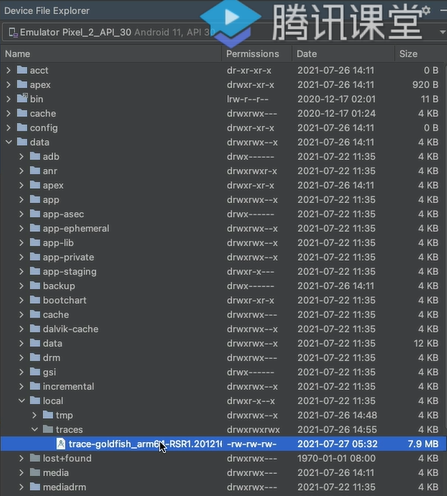 Device File Explorer
腾讯课堂
Emulator Pixel_2_API_30 Android 11, API 3
Name Permissions Date Size
acct dr-xr-xr-x 2021-07-26 14:11 0 B
apex drwxr-xr-x 2021-07-26 14:11 920 B
bin lrw-r--r-- 2020-12-17 02:01 11 B
cache drwxrwx--- 2020-12-17 01:24 4 KB
config drwxr-xr-x 2021-07-26 14:11 0 B
data drwxrwx--x 2021-07-26 14:11 4 KB
adb drwx------ 2021-07-22 11:35 4 KB
anr drwxrwxr-x 2021-07-22 11:35 4 KB
apex drwxr-xr-x 2021-07-26 14:11 4 KB
app drwxrwx--x 2021-07-22 11:35 4 KB
app-asec drwx------ 2021-07-22 11:35 4 KB
app-ephemeral drwxrwx--x 2021-07-22 11:35 4 KB
app-lib drwxrwx--x 2021-07-22 11:35 4 KB
app-private drwxrwx--x 2021-07-22 11:35 4 KB
app-staging drwxr-x--- 2021-07-22 11:35 4 KB
backup drwx------ 2021-07-26 14:11 4 KB
bootchart drwxr-xr-x 2021-07-22 11:35 4 KB
cache drwxrwx--- 2021-07-22 11:35 4 KB
dalvik-cache drwxrwx--x 2021-07-22 11:35 4 KB
data drwxrwx--x 2021-07-22 11:35 12 KB
drm drwxrwx--- 2021-07-22 11:35 4 KB
gsi drwxrwx--x 2021-07-22 11:35 4 KB
incremental drwxrwx--x 2021-07-22 11:35 4 KB
local drwxr-x--x 2021-07-22 11:35 4 KB
tmp drwxrwx--x 2021-07-26 14:48 4 KB
traces drwxrwxrwx 2021-07-26 14:55 4 KB
-rw-rw-rw- 2021-07-27 05:32 7.9 MB
lost+found drwxrwx--- 1970-01-01 08:00 4 KB
media drwxrwx--- 2021-07-26 14:11 4 KB
mediadrm drwxrwx--- 2021-07-22 11:35 4 KB